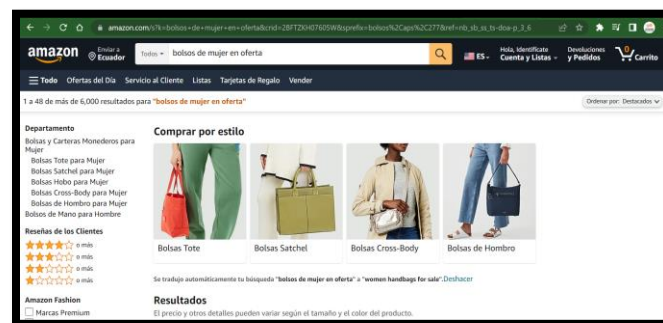 amazon.com/s?k=bolsos+de+mujer+en+oferta&crid=2BFTZKH07605W&sprefix=bolsos%2Caps%2C277&ref=nb_sb_ss_ts-doa-p_3_6
amazon
Enviar a
Ecuador
Todos
bolsos de mujer en oferta
ES
Hola, Identifícate
Cuenta y Listas
Devoluciones
y Pedidos
0
Carrito
Todo Ofertas del Día Servicio al Cliente Listas Tarjetas de Regalo Vender
1 a 48 de más de 6,000 resultados para "bolsos de mujer en oferta"
Ordenar por: Destacados
Departamento
Bolsas y Carteras Monederos para
Mujer
Bolsas Tote para Mujer
Bolsas Satchel para Mujer
Bolsas Hobo para Mujer
Bolsas Cross-Body para Mujer
Bolsas de Hombro para Mujer
Bolsos de Mano para Hombre
Reseñas de los Clientes
o más
o más
o más
o más
Amazon Fashion
Marcas Premium
Comprar por estilo
Bolsas Tote
Bolsas Satchel
Bolsas Cross-Body
Bolsas de Hombro
Se tradujo automáticamente tu búsqueda "bolsos de mujer en oferta" a "women handbags for sale". Deshacer
Resultados
El precio y otros detalles pueden variar según el tamaño y el color del producto.